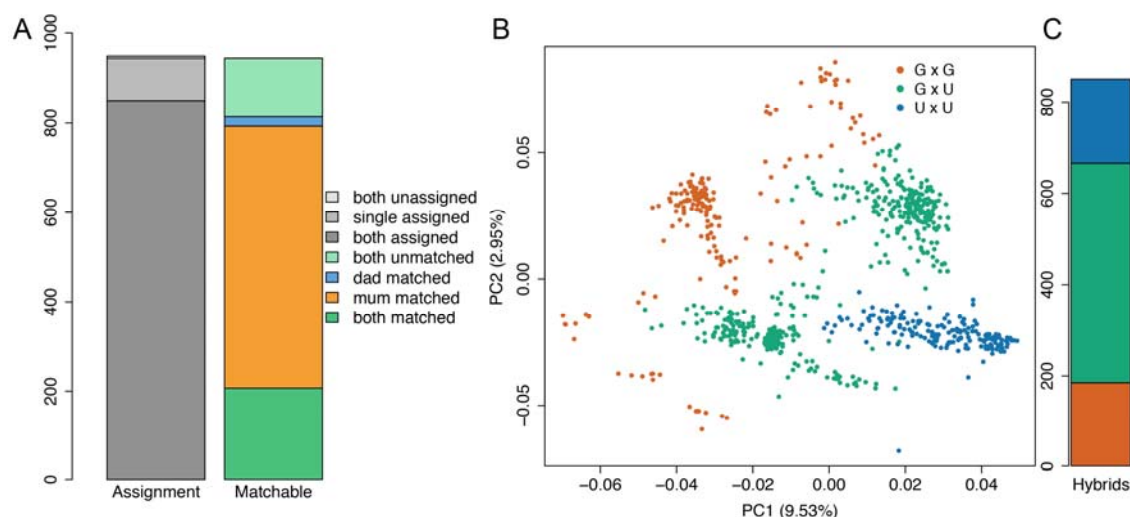 A
1000
800
600
400
200
0
Assignment
Matchable
both unassigned
single assigned
both assigned
both unmatched
dad matched
mum matched
both matched
B
G x G
G x U
U x U
PC2 (2.95%)
0.05
0.00
−0.05
−0.06
−0.04
−0.02
0.00
0.02
0.04
PC1 (9.53%)
C
800
600
400
200
0
Hybrids